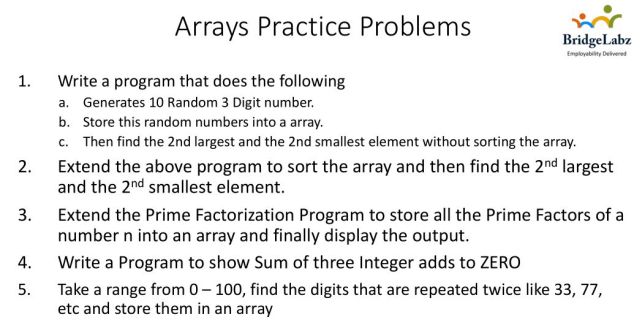 Arrays Practice Problems
BridgeLabz
Employability Delivered
1. Write a program that does the following
a. Generates 10 Random 3 Digit number.
b. Store this random numbers into a array.
c. Then find the 2nd largest and the 2nd smallest element without sorting the array.
2. Extend the above program to sort the array and then find the 2nd largest
and the 2nd smallest element.
3. Extend the Prime Factorization Program to store all the Prime Factors of a
number n into an array and finally display the output.
4. Write a Program to show Sum of three Integer adds to ZERO
5. Take a range from 0 – 100, find the digits that are repeated twice like 33, 77,
etc and store them in an array